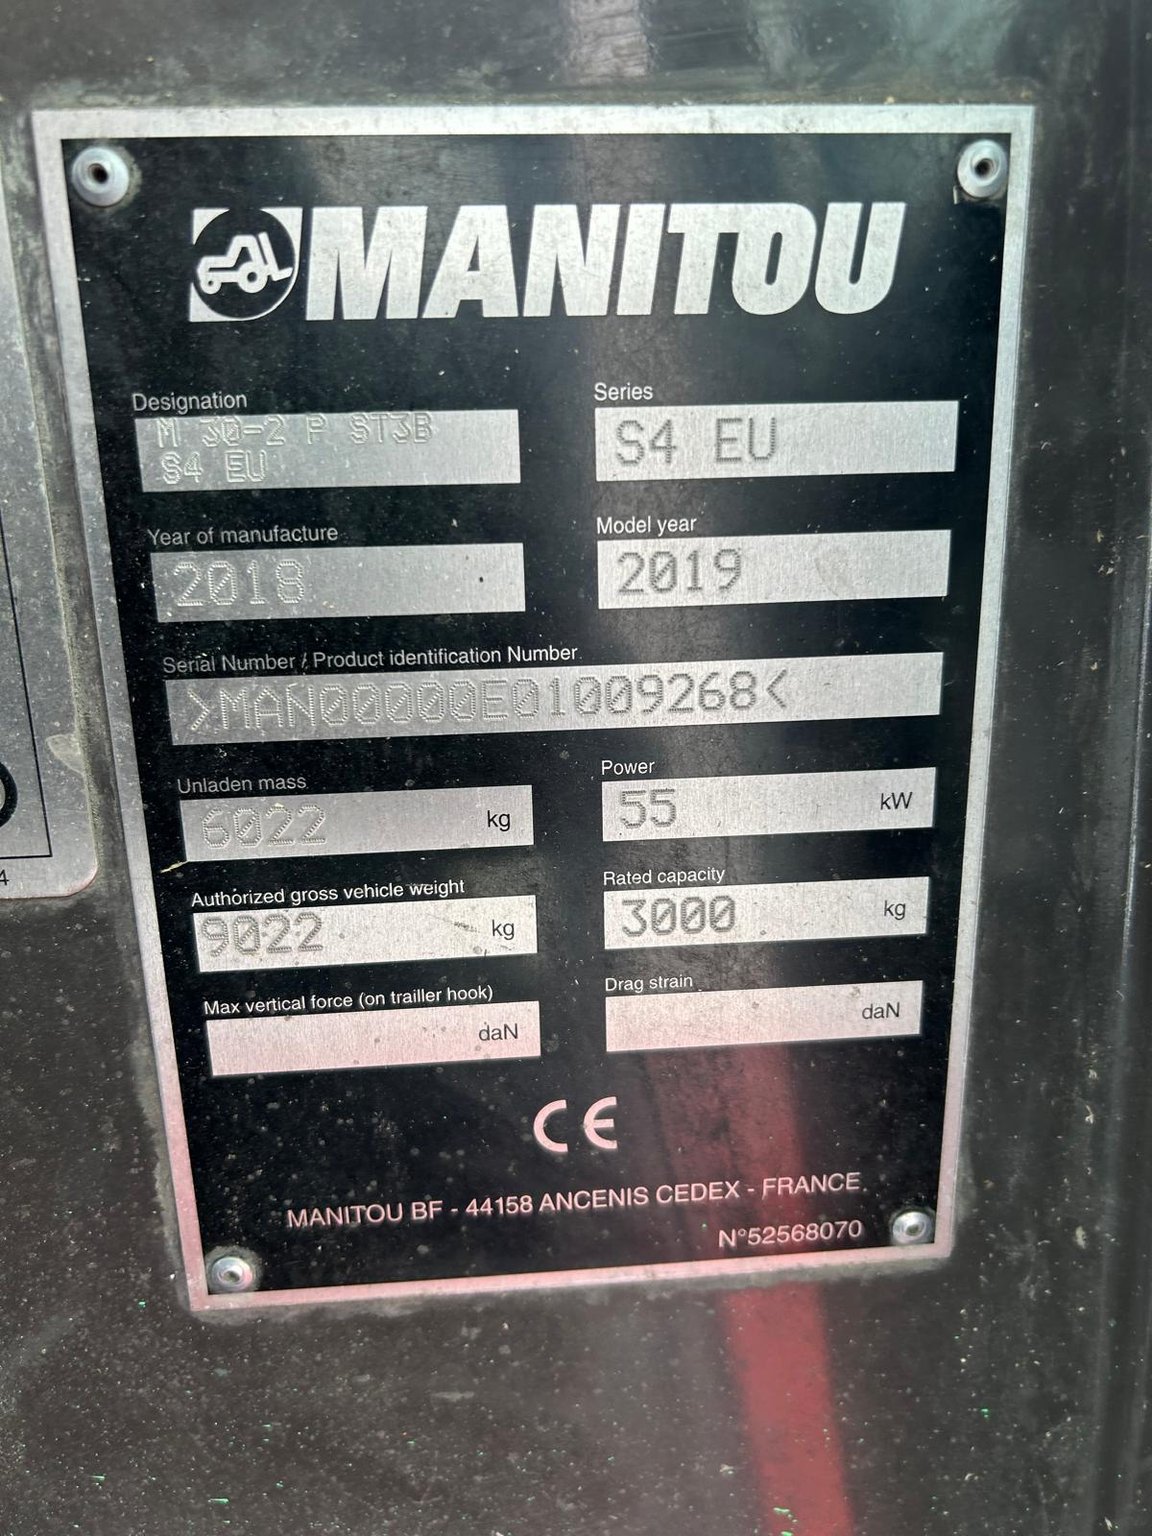 MANITOU
Designation
M 30-2 P ST3B
S4 EU
Series
S4 EU
Year of manufacture
2018
Model year
2019
Serial Number / Product identification Number
>MAN00000E01009268<
Unladen mass
6022 kg
Power
55 kW
Authorized gross vehicle weight
9022 kg
Rated capacity
3000 kg
Max vertical force (on trailler hook)
daN
Drag strain
daN
CE
MANITOU BF - 44158 ANCENIS CEDEX - FRANCE
N°52568070
4